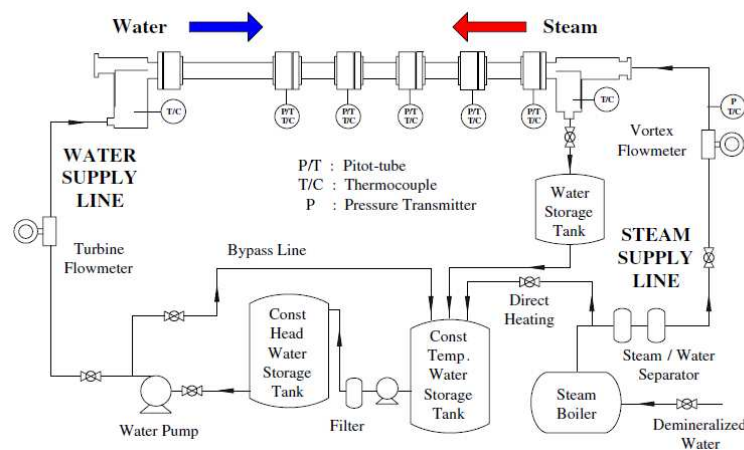 Water
Steam
T/C
P/T
T/C
P/T
T/C
P/T
T/C
P/T
T/C
P/T
T/C
T/C
P
T/C
WATER
SUPPLY
LINE
P/T : Pitot-tube
T/C : Thermocouple
P : Pressure Transmitter
Vortex
Flowmeter
Water
Storage
Tank
STEAM
SUPPLY
LINE
Turbine
Flowmeter
Bypass Line
Direct
Heating
Const
Head
Water
Storage
Tank
Const
Temp.
Water
Storage
Tank
Steam / Water
Separator
Steam
Boiler
Filter
Water Pump
Demineralized
Water